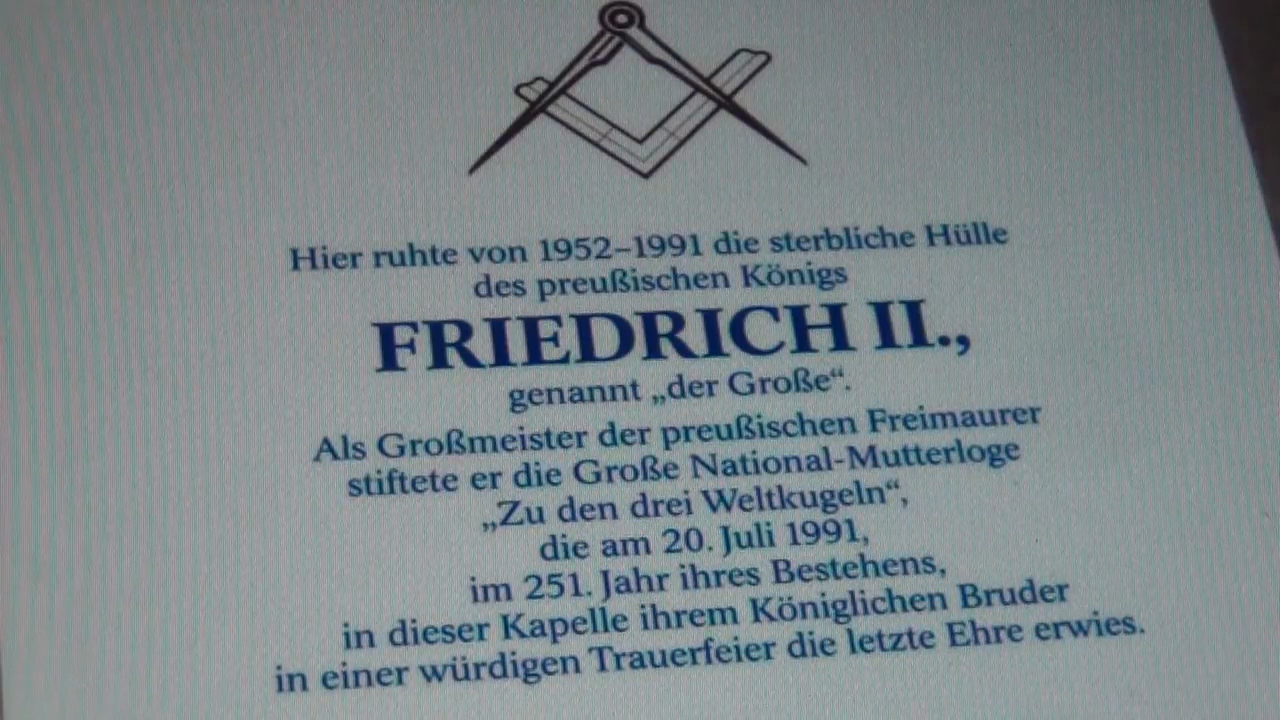 Hier ruhte von 1952–1991 die sterbliche Hülle
des preußischen Königs
FRIEDRICH II.,
genannt „der Große“.
Als Großmeister der preußischen Freimaurer
stiftete er die Große National-Mutterloge
„Zu den drei Weltkugeln“,
die am 20. Juli 1991,
im 251. Jahr ihres Bestehens,
in dieser Kapelle ihrem Königlichen Bruder
in einer würdigen Trauerfeier die letzte Ehre erwies.